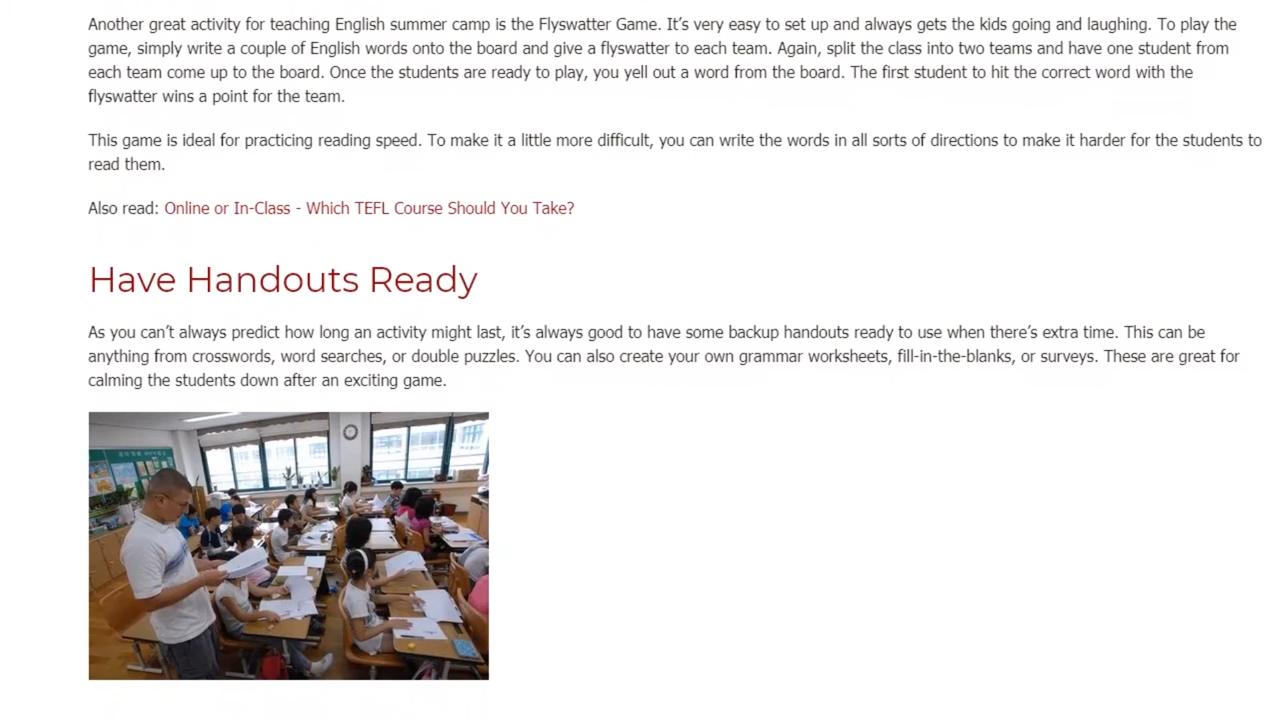 Another great activity for teaching English summer camp is the Flyswatter Game. It’s very easy to set up and always gets the kids going and laughing. To play the
game, simply write a couple of English words onto the board and give a flyswatter to each team. Again, split the class into two teams and have one student from
each team come up to the board. Once the students are ready to play, you yell out a word from the board. The first student to hit the correct word with the
flyswatter wins a point for the team.
This game is ideal for practicing reading speed. To make it a little more difficult, you can write the words in all sorts of directions to make it harder for the students to
read them.
Also read: Online or In-Class - Which TEFL Course Should You Take?
Have Handouts Ready
As you can’t always predict how long an activity might last, it’s always good to have some backup handouts ready to use when there’s extra time. This can be
anything from crosswords, word searches, or double puzzles. You can also create your own grammar worksheets, fill-in-the-blanks, or surveys. These are great for
calming the students down after an exciting game.